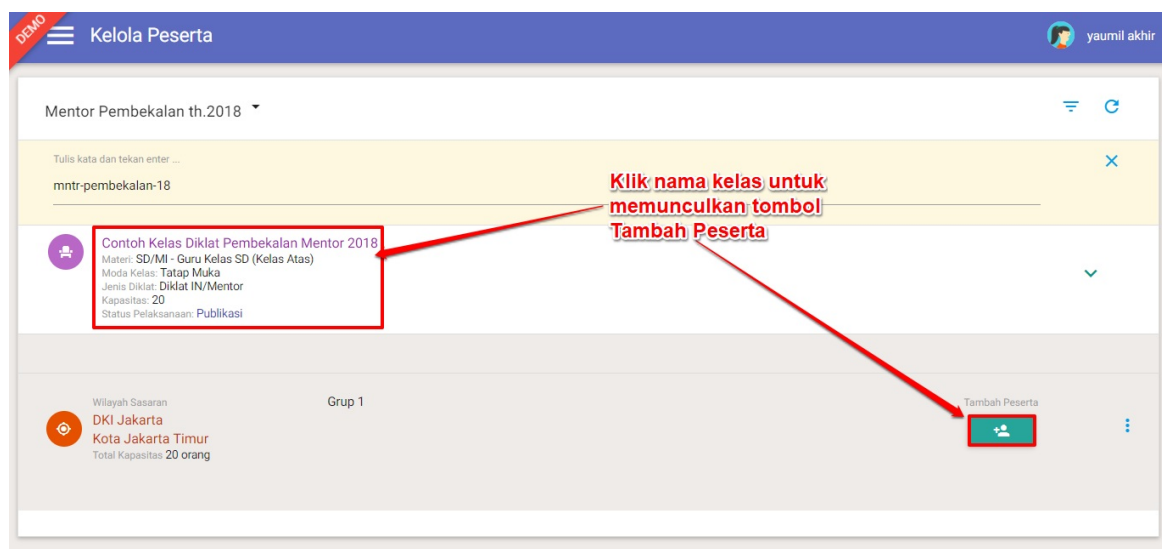 DEMO
Kelola Peserta
yaumil akhir
Mentor Pembekalan th.2018
Tulis kata dan tekan enter ...
mntr-pembekalan-18
Klik nama kelas untuk
memunculkan tombol
Tambah Peserta
Contoh Kelas Diklat Pembekalan Mentor 2018
Materi: SD/MI - Guru Kelas SD (Kelas Atas)
Moda Kelas: Tatap Muka
Jenis Diklat: Diklat IN/Mentor
Kapasitas: 20
Status Pelaksanaan: Publikasi
Wilayah Sasaran
DKI Jakarta
Kota Jakarta Timur
Total Kapasitas 20 orang
Grup 1
Tambah Peserta